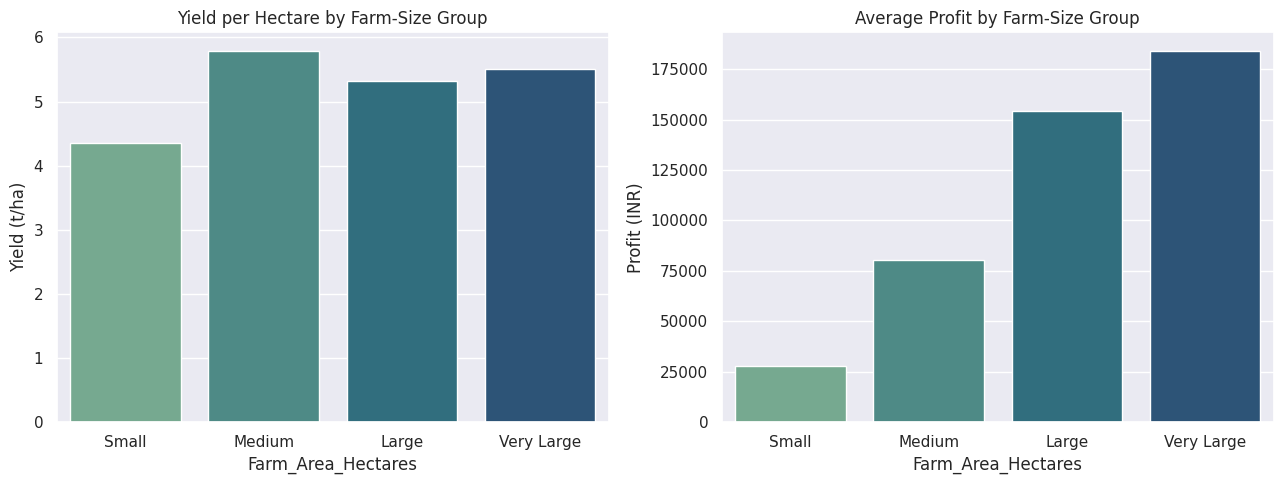 Yield per Hectare by Farm-Size Group
6
5
4
3
2
1
0
Yield (t/ha)
Small Medium Large Very Large
Farm_Area_Hectares
Average Profit by Farm-Size Group
175000
150000
125000
100000
75000
50000
25000
0
Profit (INR)
Small Medium Large Very Large
Farm_Area_Hectares